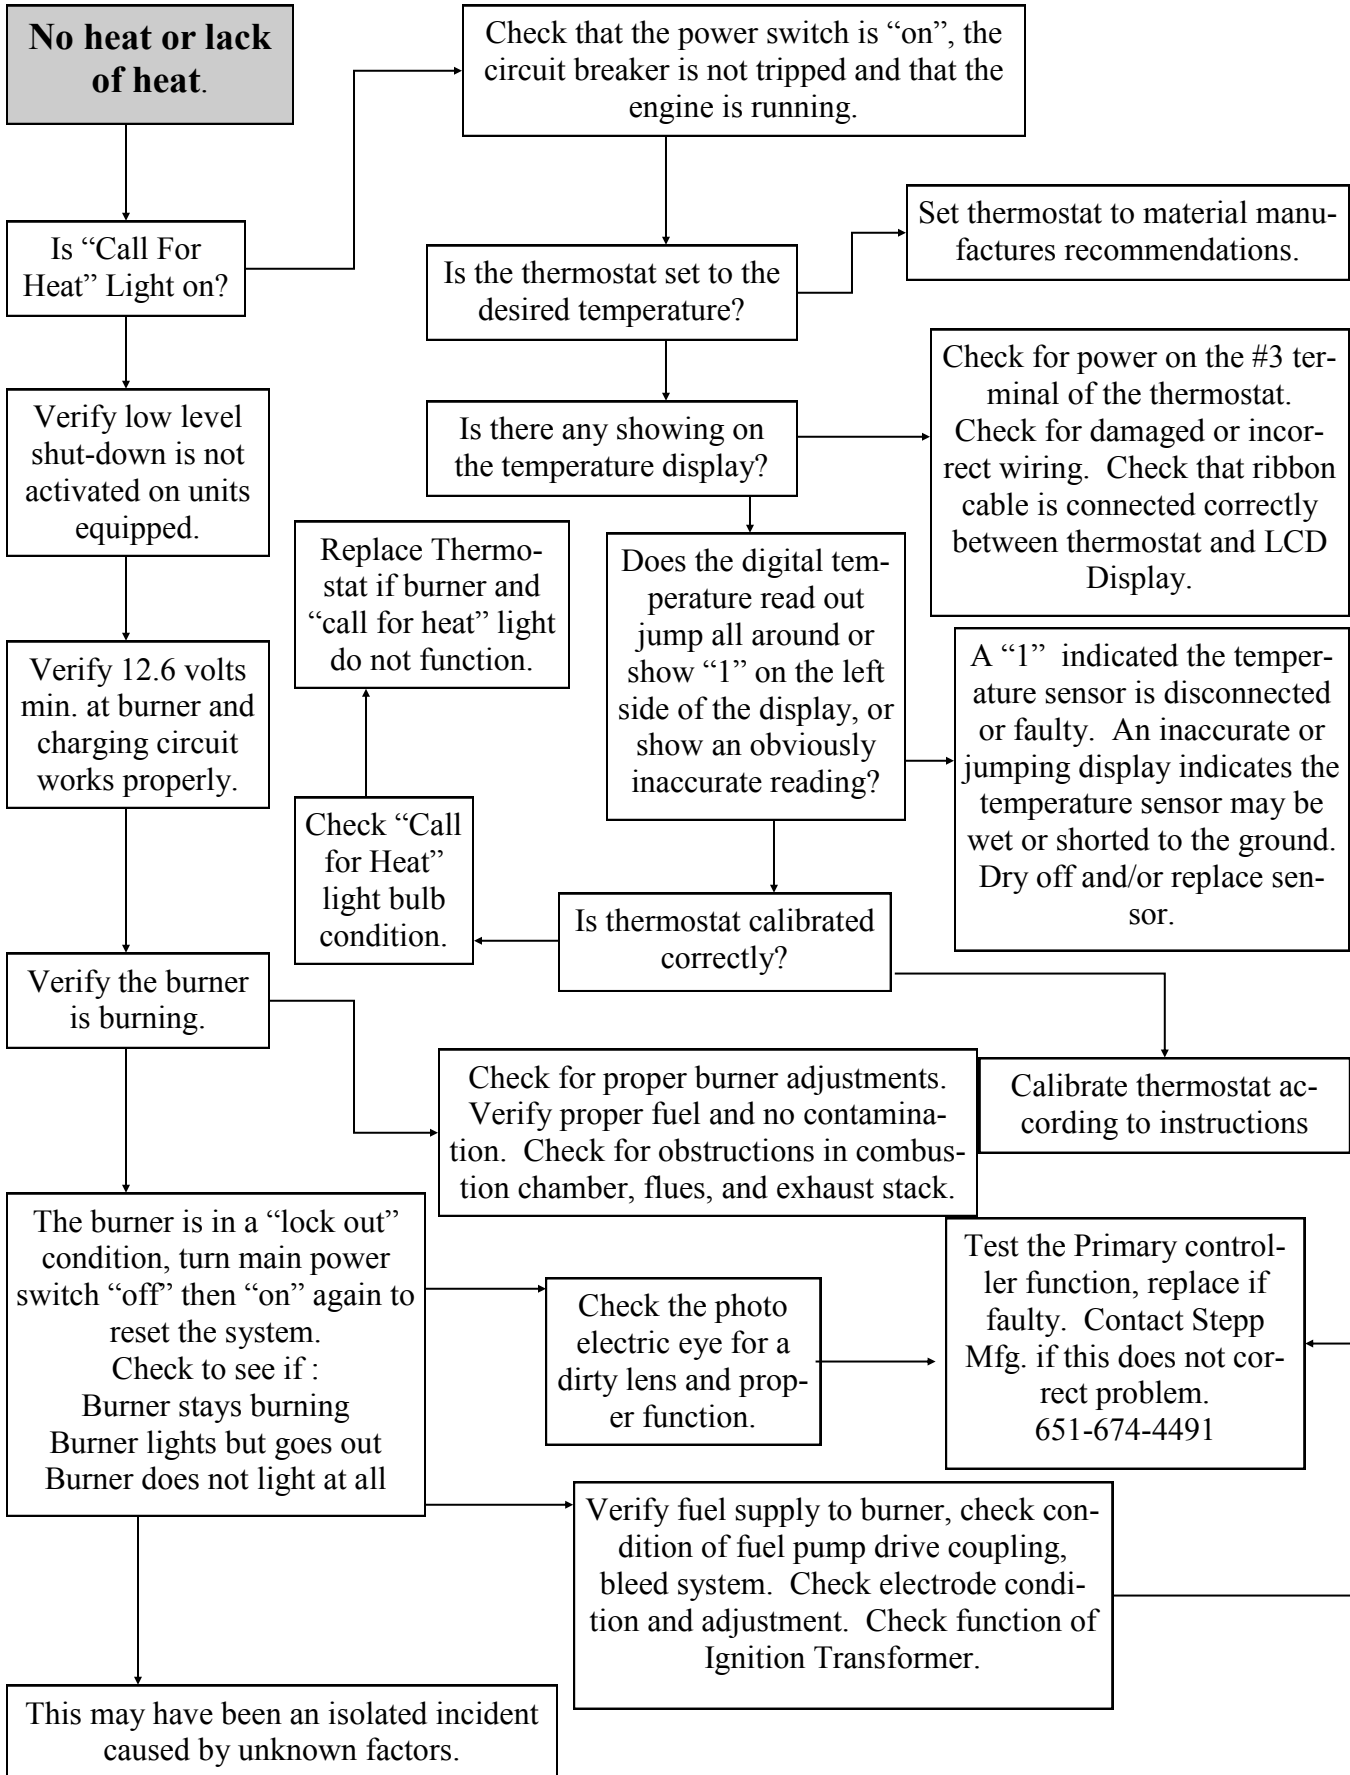 No heat or lack
of heat.
Check that the power switch is “on”, the
circuit breaker is not tripped and that the
engine is running.
Is “Call For
Heat” Light on?
Is the thermostat set to the
desired temperature?
Set thermostat to material manu-
factures recommendations.
Verify low level
shut-down is not
activated on units
equipped.
Is there any showing on
the temperature display?
Check for power on the #3 ter-
minal of the thermostat.
Check for damaged or incor-
rect wiring.  Check that ribbon
cable is connected correctly
between thermostat and LCD
Display.
Replace Thermo-
stat if burner and
“call for heat” light
do not function.
Does the digital tem-
perature read out
jump all around or
show “1” on the left
side of the display, or
show an obviously
inaccurate reading?
A “1”  indicated the temper-
ature sensor is disconnected
or faulty.  An inaccurate or
jumping display indicates the
temperature sensor may be
wet or shorted to the ground.
Dry off and/or replace sen-
sor.
Verify 12.6 volts
min. at burner and
charging circuit
works properly.
Check “Call
for Heat”
light bulb
condition.
Is thermostat calibrated
correctly?
Verify the burner
is burning.
Check for proper burner adjustments.
Verify proper fuel and no contamina-
tion.  Check for obstructions in combus-
tion chamber, flues, and exhaust stack.
Calibrate thermostat ac-
cording to instructions
The burner is in a “lock out”
condition, turn main power
switch “off” then “on” again to
reset the system.
Check to see if :
Burner stays burning
Burner lights but goes out
Burner does not light at all
Check the photo
electric eye for a
dirty lens and prop-
er function.
Test the Primary control-
ler function, replace if
faulty.  Contact Stepp
Mfg. if this does not cor-
rect problem.
651-674-4491
Verify fuel supply to burner, check con-
dition of fuel pump drive coupling,
bleed system.  Check electrode condi-
tion and adjustment.  Check function of
Ignition Transformer.
This may have been an isolated incident
caused by unknown factors.